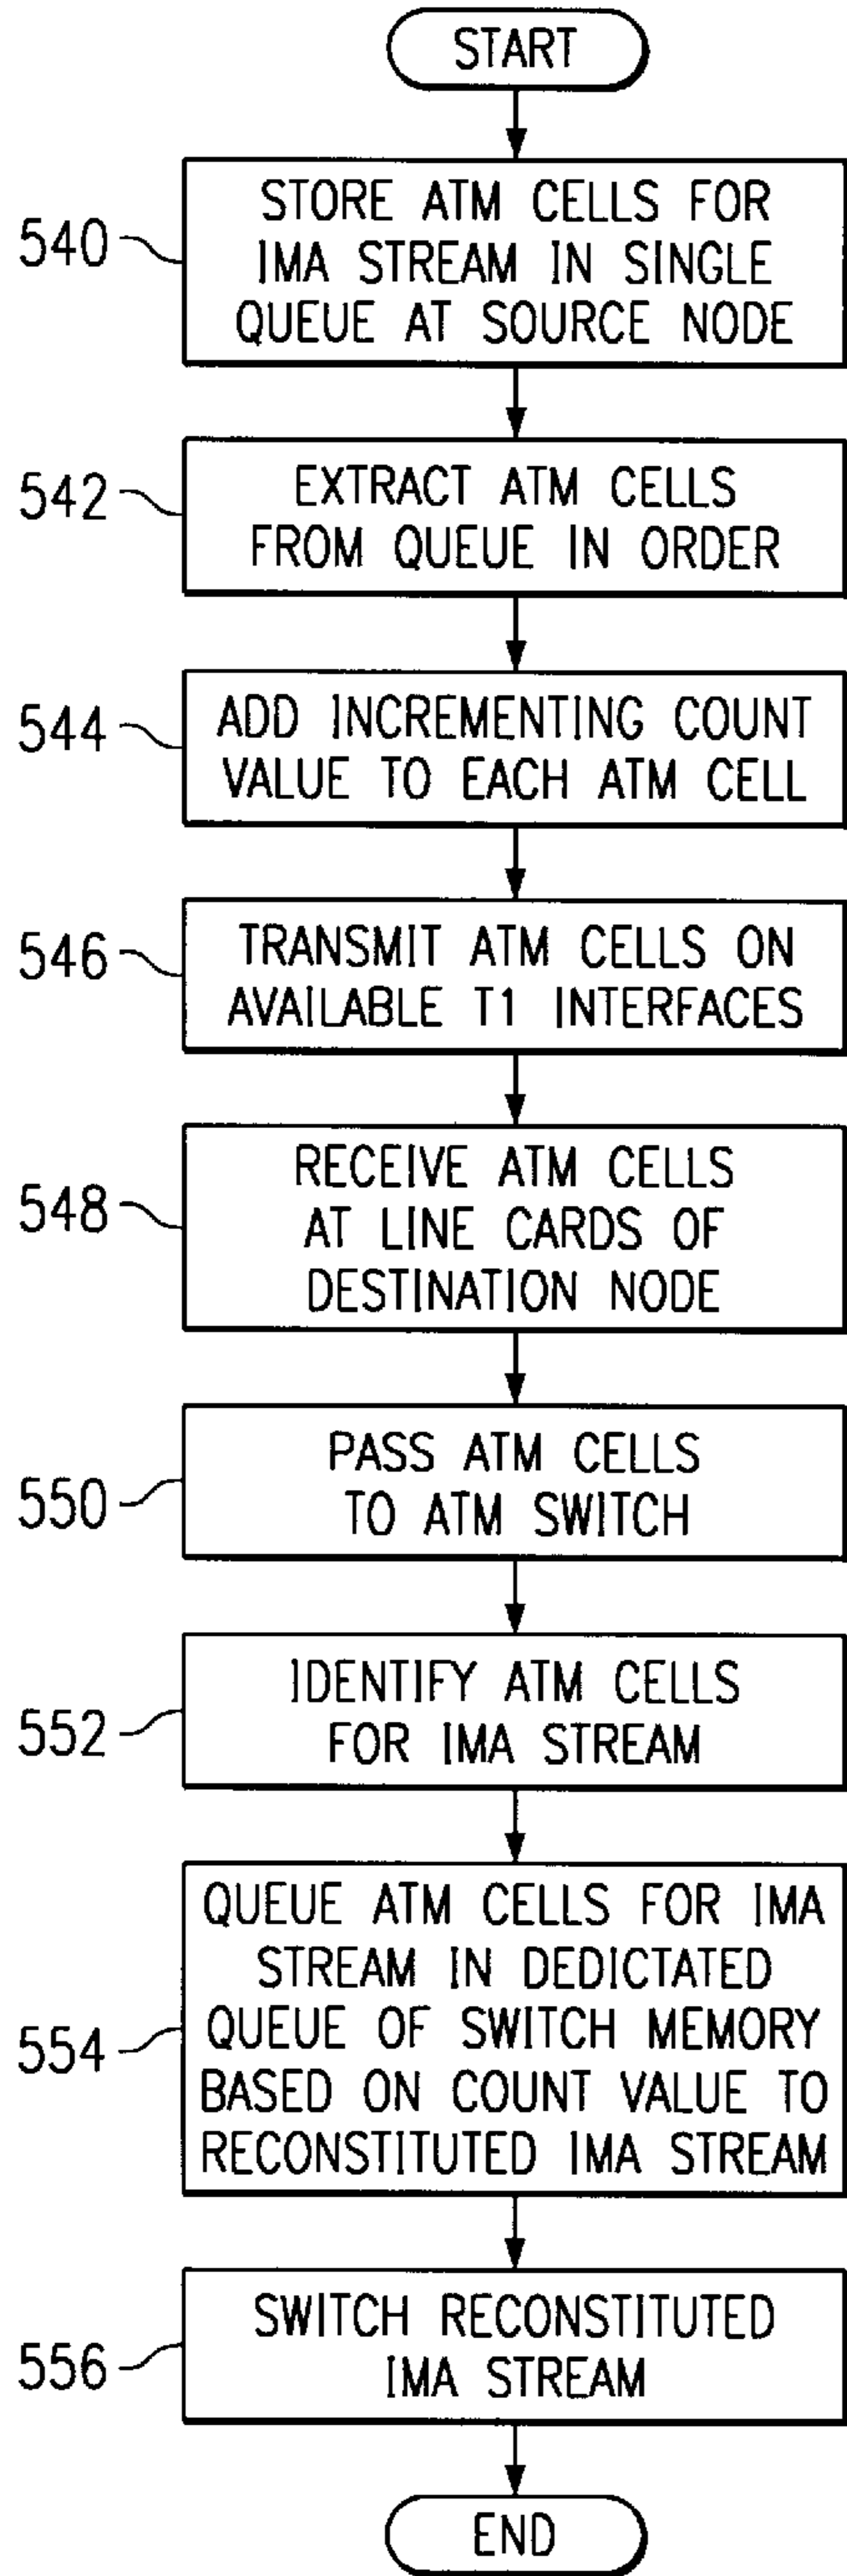 START
540
STORE ATM CELLS FOR
IMA STREAM IN SINGLE
QUEUE AT SOURCE NODE
542
EXTRACT ATM CELLS
FROM QUEUE IN ORDER
544
ADD INCREMENTING COUNT
VALUE TO EACH ATM CELL
546
TRANSMIT ATM CELLS ON
AVAILABLE T1 INTERFACES
548
RECEIVE ATM CELLS
AT LINE CARDS OF
DESTINATION NODE
550
PASS ATM CELLS
TO ATM SWITCH
552
IDENTIFY ATM CELLS
FOR IMA STREAM
554
QUEUE ATM CELLS FOR IMA
STREAM IN DEDICTATED
QUEUE OF SWITCH MEMORY
BASED ON COUNT VALUE TO
RECONSTITUTED IMA STREAM
556
SWITCH RECONSTITUTED
IMA STREAM
END